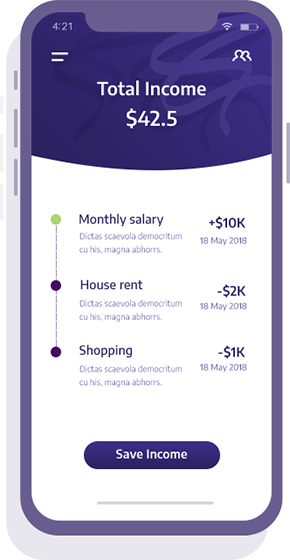 4:21
Total Income
$42.5
Monthly salary
+$10K
Dictas scaevola democritum
cu his, magna abhorrs.
18 May 2018
House rent
-$2K
Dictas scaevola democritum
cu his, magna abhorrs.
18 May 2018
Shopping
-$1K
Dictas scaevola democritum
cu his, magna abhorrs.
18 May 2018
Save Income